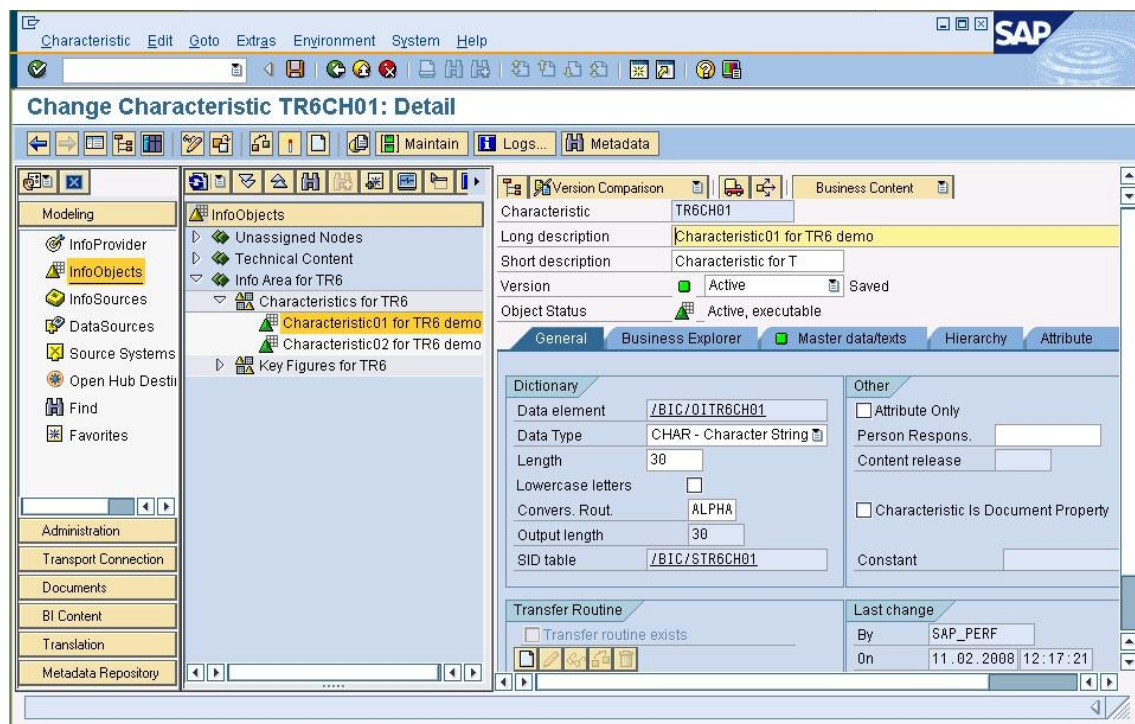 Characteristic Edit Goto Extras Environment System Help
SAP
Change Characteristic TR6CH01: Detail
Maintain Logs... Metadata
Modeling
InfoProvider
InfoObjects
InfoSources
DataSources
Source Systems
Open Hub Desti
Find
Favorites
Administration
Transport Connection
Documents
BI Content
Translation
Metadata Repository
InfoObjects
Unassigned Nodes
Technical Content
Info Area for TR6
Characteristics for TR6
Characteristic01 for TR6 demo
Characteristic02 for TR6 demo
Key Figures for TR6
Version Comparison Business Content
Characteristic TR6CH01
Long description Characteristic01 for TR6 demo
Short description Characteristic for T
Version Active Saved
Object Status Active, executable
General Business Explorer Master data/texts Hierarchy Attribute
Dictionary
Data element /BIC/OITR6CH01
Data Type CHAR - Character String
Length 30
Lowercase letters
Convers. Rout. ALPHA
Output length 30
SID table /BIC/STR6CH01
Other
Attribute Only
Person Respons.
Content release
Characteristic Is Document Property
Constant
Transfer Routine
Transfer routine exists
Last change
By SAP_PERF
On 11.02.2008 12:17:21